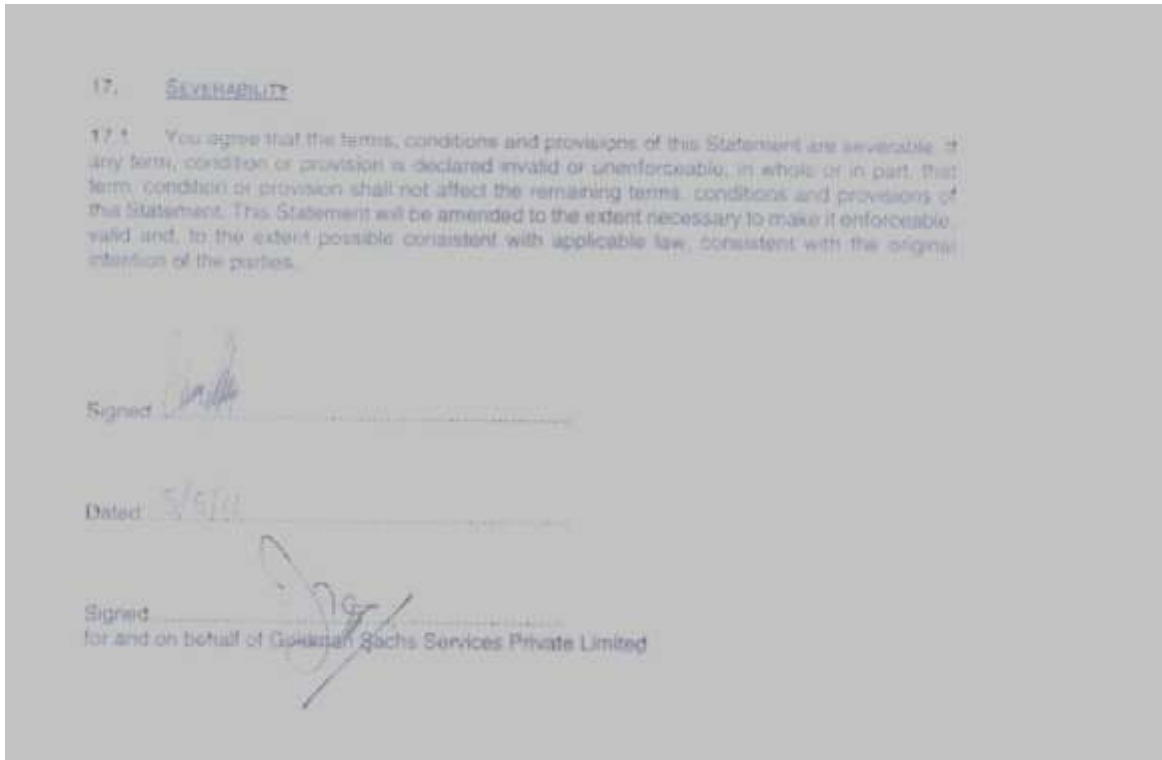 17. SEVERABILITY
17.1 You agree that the terms, conditions and provisions of this Statement are severable. If
any term, condition or provision is declared invalid or unenforceable, in whole or in part, that
term, condition or provision shall not affect the remaining terms, conditions and provisions of
this Statement. This Statement will be amended to the extent necessary to make it enforceable,
valid and, to the extent possible consistent with applicable law, consistent with the original
intention of the parties.
Signed
Dated 5/5/11
Signed
for and on behalf of Goldman Sachs Services Private Limited